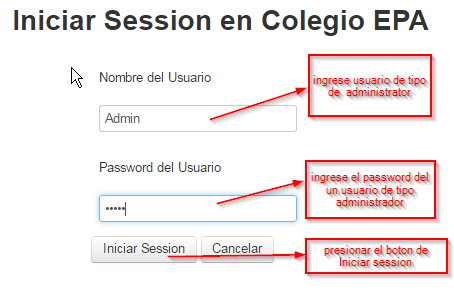 Iniciar Session en Colegio EPA
Nombre del Usuario
Admin
ingrese usuario de tipo
de administrator
Password del Usuario
•••••
ingrese el password del
un usuario de tipo
administrador
Iniciar Session
Cancelar
presionar el boton de
Iniciar session